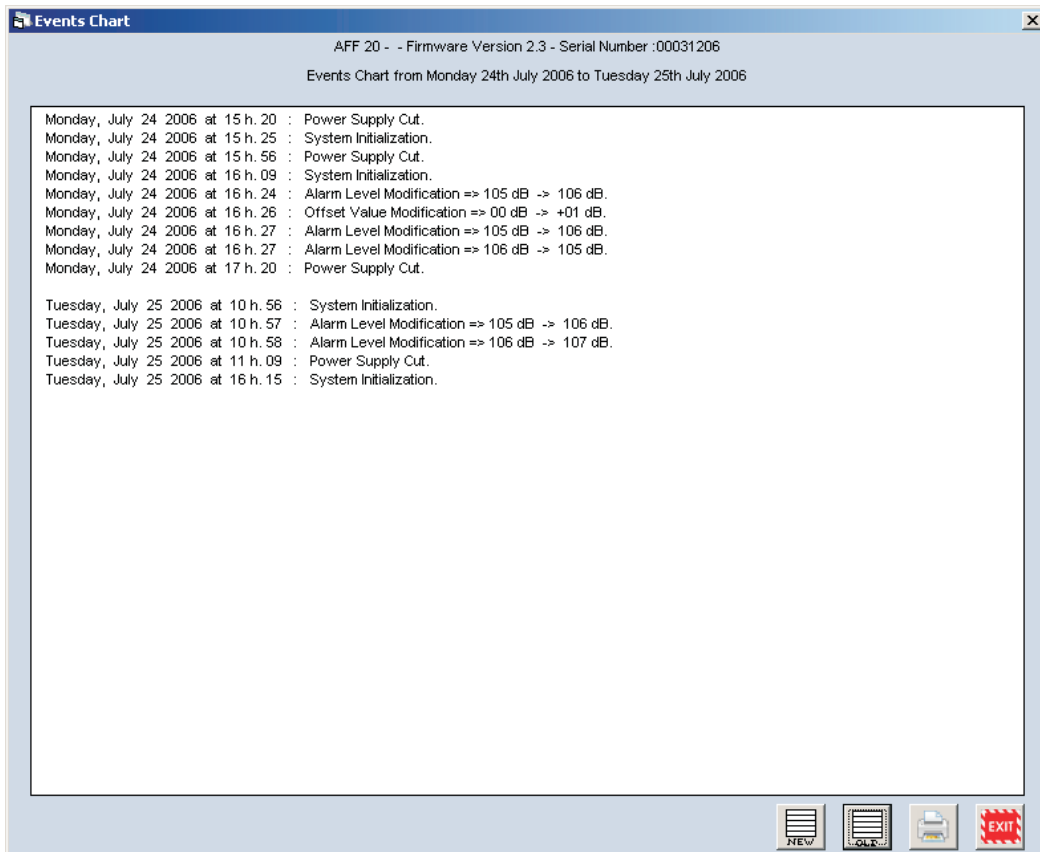 Events Chart
AFF 20 - - Firmware Version 2.3 - Serial Number :00031206
Events Chart from Monday 24th July 2006 to Tuesday 25th July 2006
Monday, July 24 2006 at 15 h. 20 : Power Supply Cut.
Monday, July 24 2006 at 15 h. 25 : System Initialization.
Monday, July 24 2006 at 15 h. 56 : Power Supply Cut.
Monday, July 24 2006 at 16 h. 09 : System Initialization.
Monday, July 24 2006 at 16 h. 24 : Alarm Level Modification => 105 dB -> 106 dB.
Monday, July 24 2006 at 16 h. 26 : Offset Value Modification => 00 dB -> +01 dB.
Monday, July 24 2006 at 16 h. 27 : Alarm Level Modification => 105 dB -> 106 dB.
Monday, July 24 2006 at 16 h. 27 : Alarm Level Modification => 106 dB -> 105 dB.
Monday, July 24 2006 at 17 h. 20 : Power Supply Cut.
Tuesday, July 25 2006 at 10 h. 56 : System Initialization.
Tuesday, July 25 2006 at 10 h. 57 : Alarm Level Modification => 105 dB -> 106 dB.
Tuesday, July 25 2006 at 10 h. 58 : Alarm Level Modification => 106 dB -> 107 dB.
Tuesday, July 25 2006 at 11 h. 09 : Power Supply Cut.
Tuesday, July 25 2006 at 16 h. 15 : System Initialization.
NEW OLD EXIT